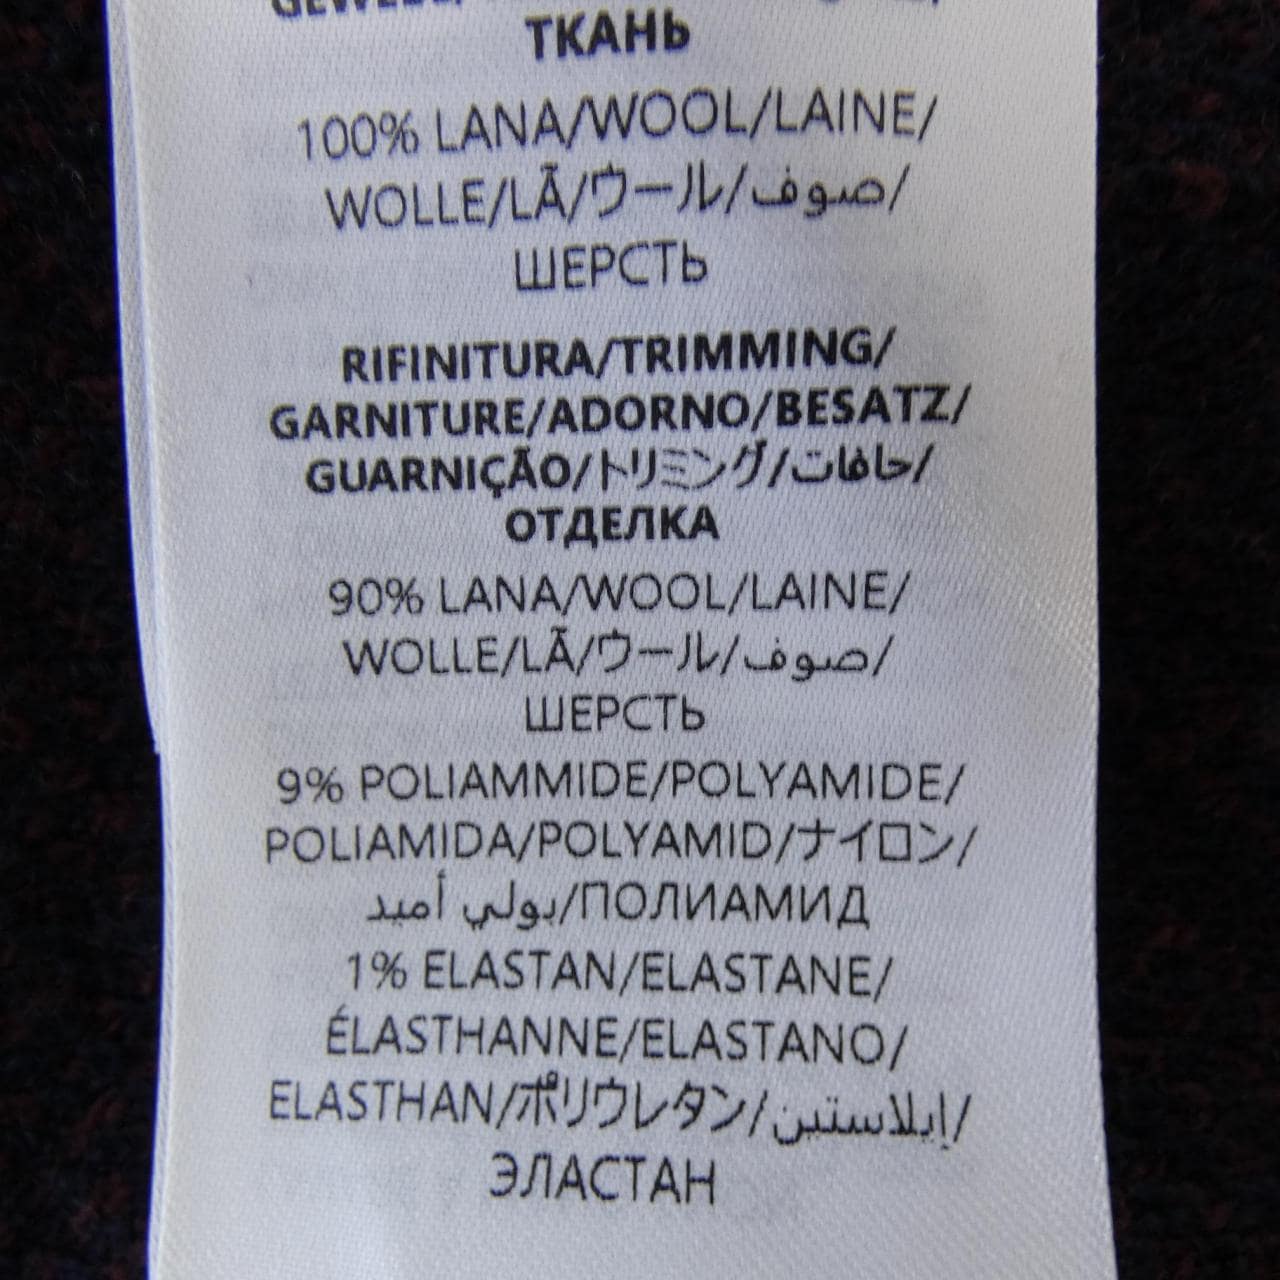 ТКАНЬ
100% LANA/WOOL/LAINE/
WOLLE/LÃ/ウール/صوف/
ШЕРСТЬ
RIFINITURA/TRIMMING/
GARNITURE/ADORNO/BESATZ/
GUARNIÇÃO/トリミング/حافات/
ОТДЕЛКА
90% LANA/WOOL/LAINE/
WOLLE/LÃ/ウール/صوف/
ШЕРСТЬ
9% POLIAMMIDE/POLYAMIDE/
POLIAMIDA/POLYAMID/ナイロン/
بولي أميد/ПОЛИАМИД
1% ELASTAN/ELASTANE/
ÉLASTHANNE/ELASTANO/
ELASTHAN/ポリウレタン/إيلاستين/
ЭЛАСТАН